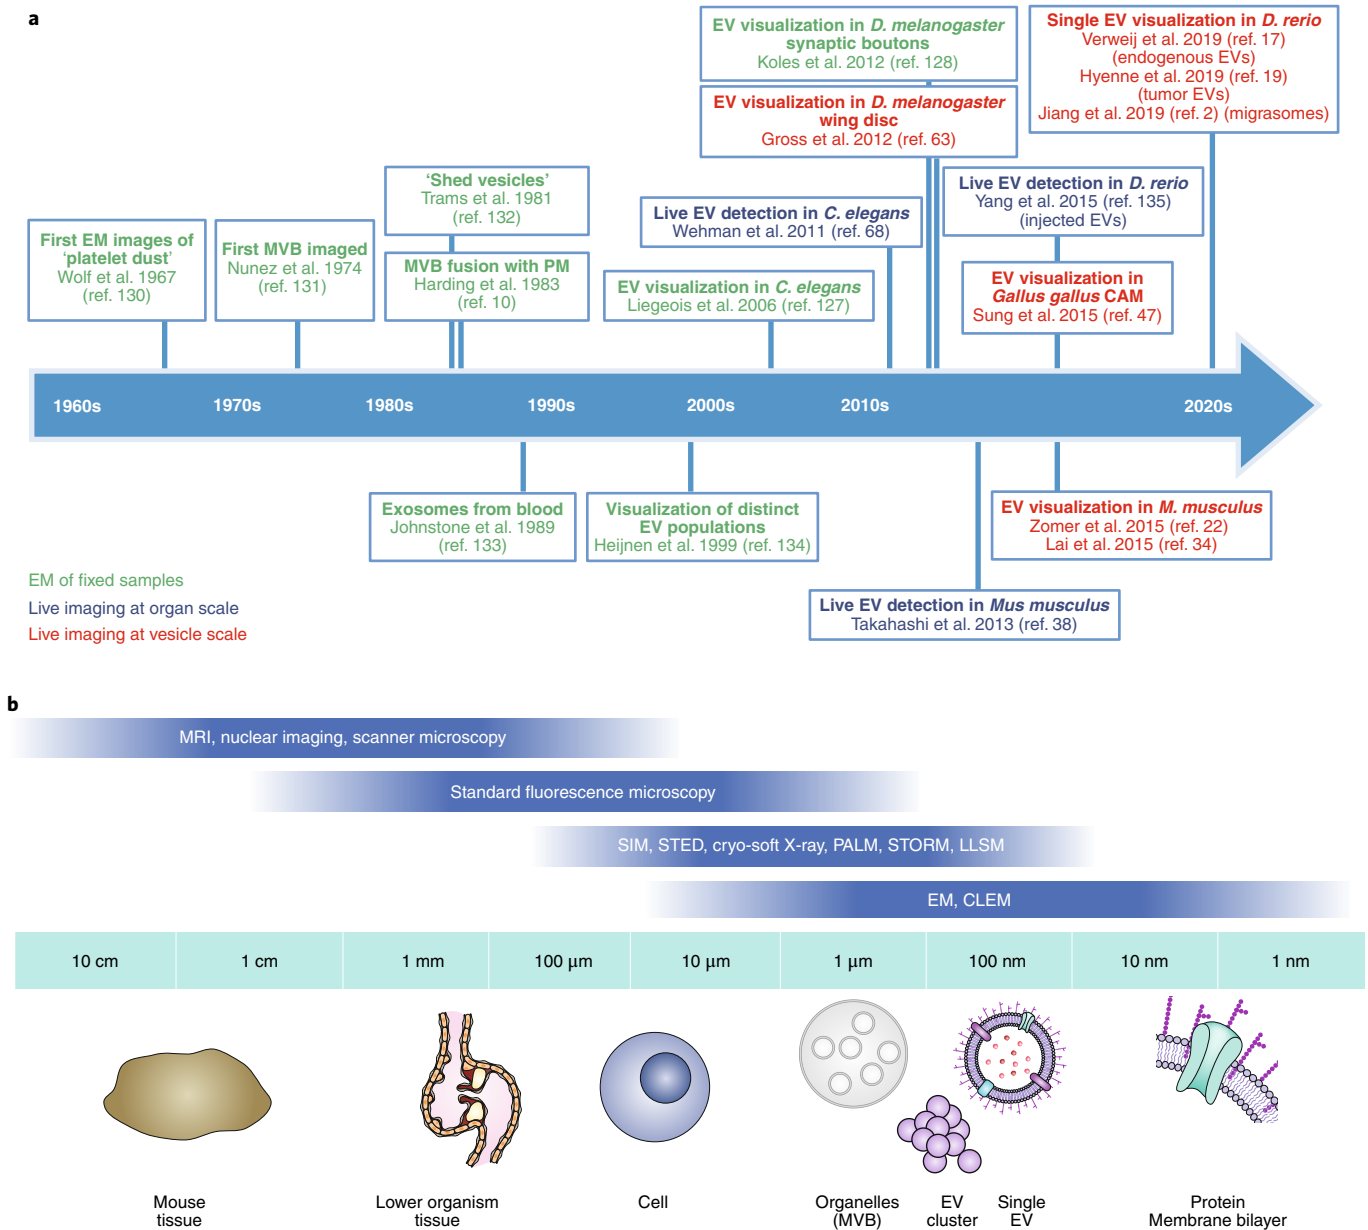 a
EV visualization in D. melanogaster
synaptic boutons
Koles et al. 2012 (ref. 128)
Single EV visualization in D. rerio
Verweij et al. 2019 (ref. 17)
(endogenous EVs)
Hyenne et al. 2019 (ref. 19)
(tumor EVs)
Jiang et al. 2019 (ref. 2) (migrasomes)
EV visualization in D. melanogaster
wing disc
Gross et al. 2012 (ref. 63)
'Shed vesicles'
Trams et al. 1981
(ref. 132)
Live EV detection in C. elegans
Wehman et al. 2011 (ref. 68)
Live EV detection in D. rerio
Yang et al. 2015 (ref. 135)
(injected EVs)
First EM images of
'platelet dust'
Wolf et al. 1967
(ref. 130)
First MVB imaged
Nunez et al. 1974
(ref. 131)
MVB fusion with PM
Harding et al. 1983
(ref. 10)
EV visualization in C. elegans
Liegeois et al. 2006 (ref. 127)
EV visualization in
Gallus gallus CAM
Sung et al. 2015 (ref. 47)
1960s
1970s
1980s
1990s
2000s
2010s
2020s
Exosomes from blood
Johnstone et al. 1989
(ref. 133)
Visualization of distinct
EV populations
Heijnen et al. 1999 (ref. 134)
EV visualization in M. musculus
Zomer et al. 2015 (ref. 22)
Lai et al. 2015 (ref. 34)
Live EV detection in Mus musculus
Takahashi et al. 2013 (ref. 38)
EM of fixed samples
Live imaging at organ scale
Live imaging at vesicle scale
b
MRI, nuclear imaging, scanner microscopy
Standard fluorescence microscopy
SIM, STED, cryo-soft X-ray, PALM, STORM, LLSM
EM, CLEM
10 cm
1 cm
1 mm
100 μm
10 μm
1 μm
100 nm
10 nm
1 nm
Mouse
tissue
Lower organism
tissue
Cell
Organelles
(MVB)
EV
cluster
Single
EV
Protein
Membrane bilayer